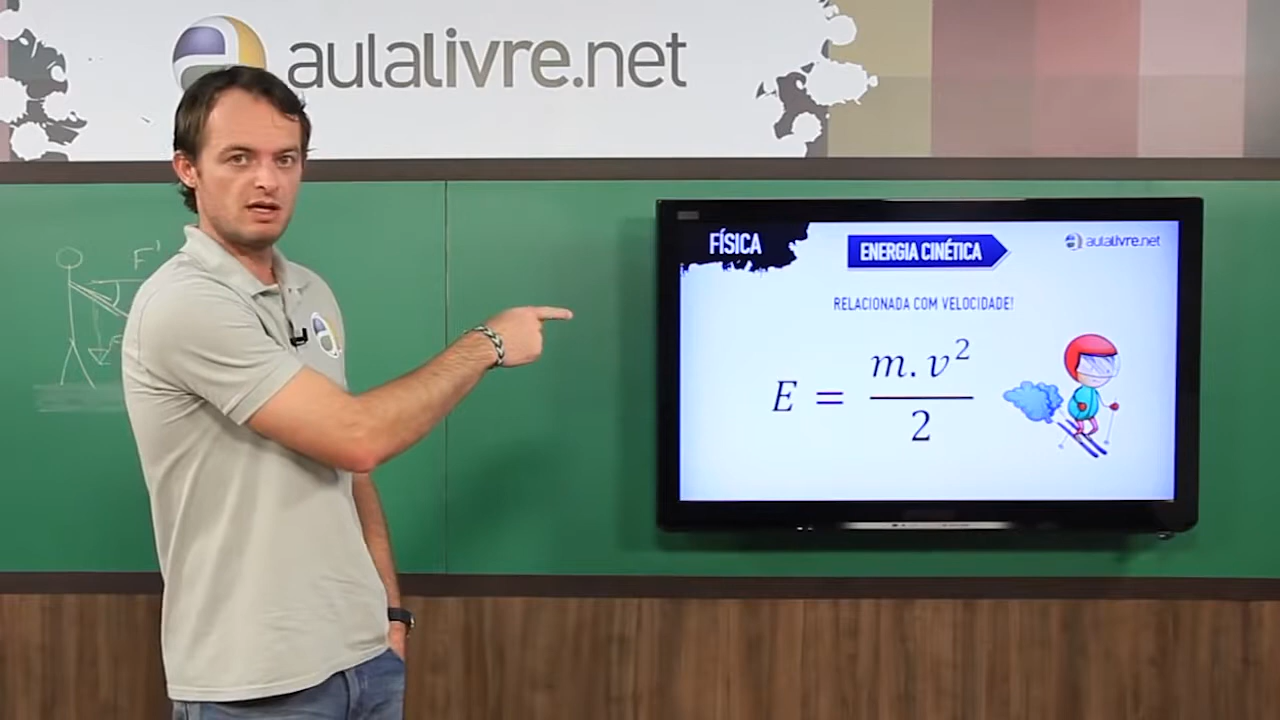 aulalivre.net
F'
FÍSICA
ENERGIA CINÉTICA
aulalivre.net
RELACIONADA COM VELOCIDADE!
E = m.v²/2